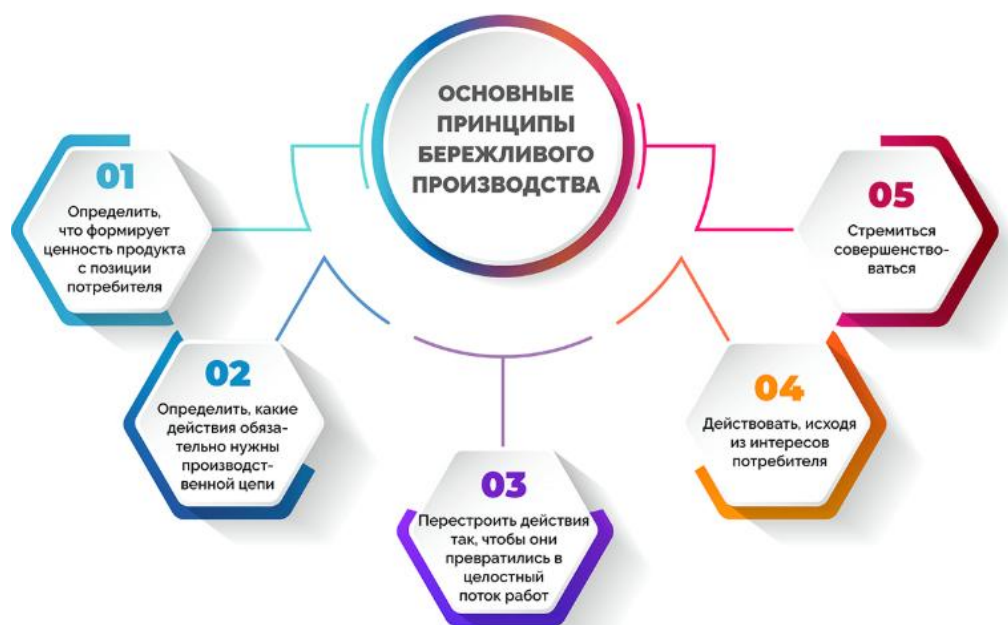 ОСНОВНЫЕ
ПРИНЦИПЫ
БЕРЕЖЛИВОГО
ПРОИЗВОДСТВА
01
Определить,
что формирует
ценность продукта
с позиции
потребителя
02
Определить, какие
действия обяза-
тельно нужны
производст-
венной цепи
03
Перестроить действия
так, чтобы они
превратились в
целостный
поток работ
04
Действовать, исходя
из интересов
потребителя
05
Стремиться
совершенство-
ваться